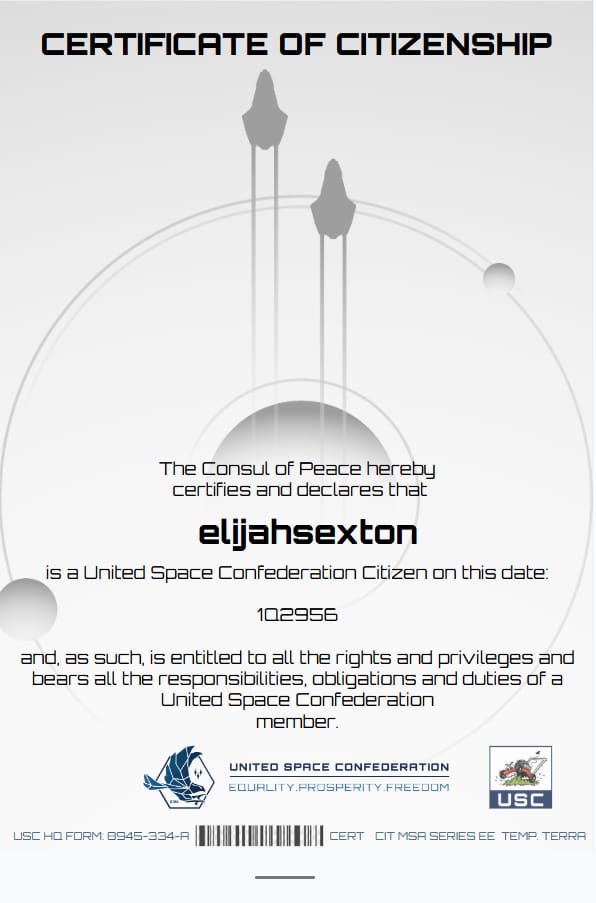 CERTIFICATE OF CITIZENSHIP
The Consul of Peace hereby
certifies and declares that
elijahsexton
is a United Space Confederation Citizen on this date:
1Q2956
and, as such, is entitled to all the rights and privileges and
bears all the responsibilities, obligations and duties of a
United Space Confederation
member.
UNITED SPACE CONFEDERATION
EQUALITY.PROSPERITY.FREEDOM
USC
USC HQ FORM: 8945-334-A CERT CIT MSA SERIES EE TEMP. TERRA